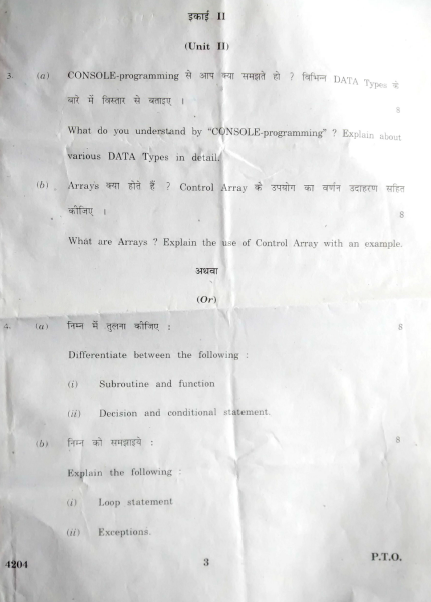 इकाई II
(Unit II)
3. (a) CONSOLE-programming से आप क्या समझते हो ? विभिन्न DATA Types के
बारे में विस्तार से बताइए । 8
What do you understand by “CONSOLE-programming” ? Explain about
various DATA Types in detail.
(b) Arrays क्या होते हैं ? Control Array के उपयोग का वर्णन उदाहरण सहित
कीजिए । 8
What are Arrays ? Explain the use of Control Array with an example.
अथवा
(Or)
4. (a) निम्न में तुलना कीजिए : 8
Differentiate between the following :
(i) Subroutine and function
(ii) Decision and conditional statement.
(b) निम्न को समझाइये : 8
Explain the following :
(i) Loop statement
(ii) Exceptions.
4204 3 P.T.O.